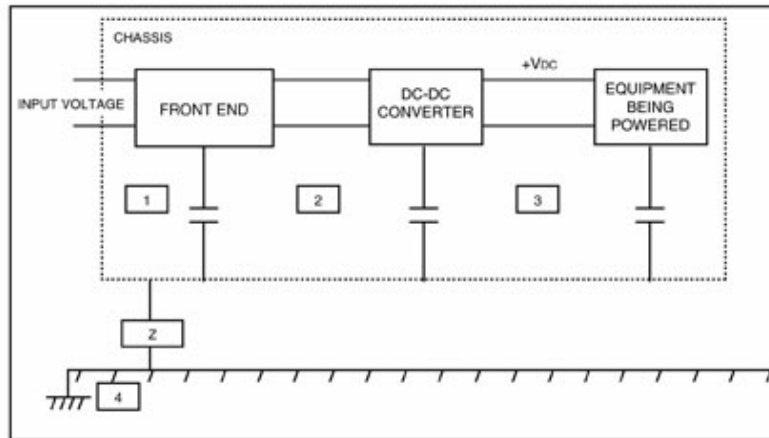 CHASSIS
INPUT VOLTAGE
FRONT END
DC-DC
CONVERTER
+VDC
EQUIPMENT
BEING
POWERED
1
2
3
Z
4